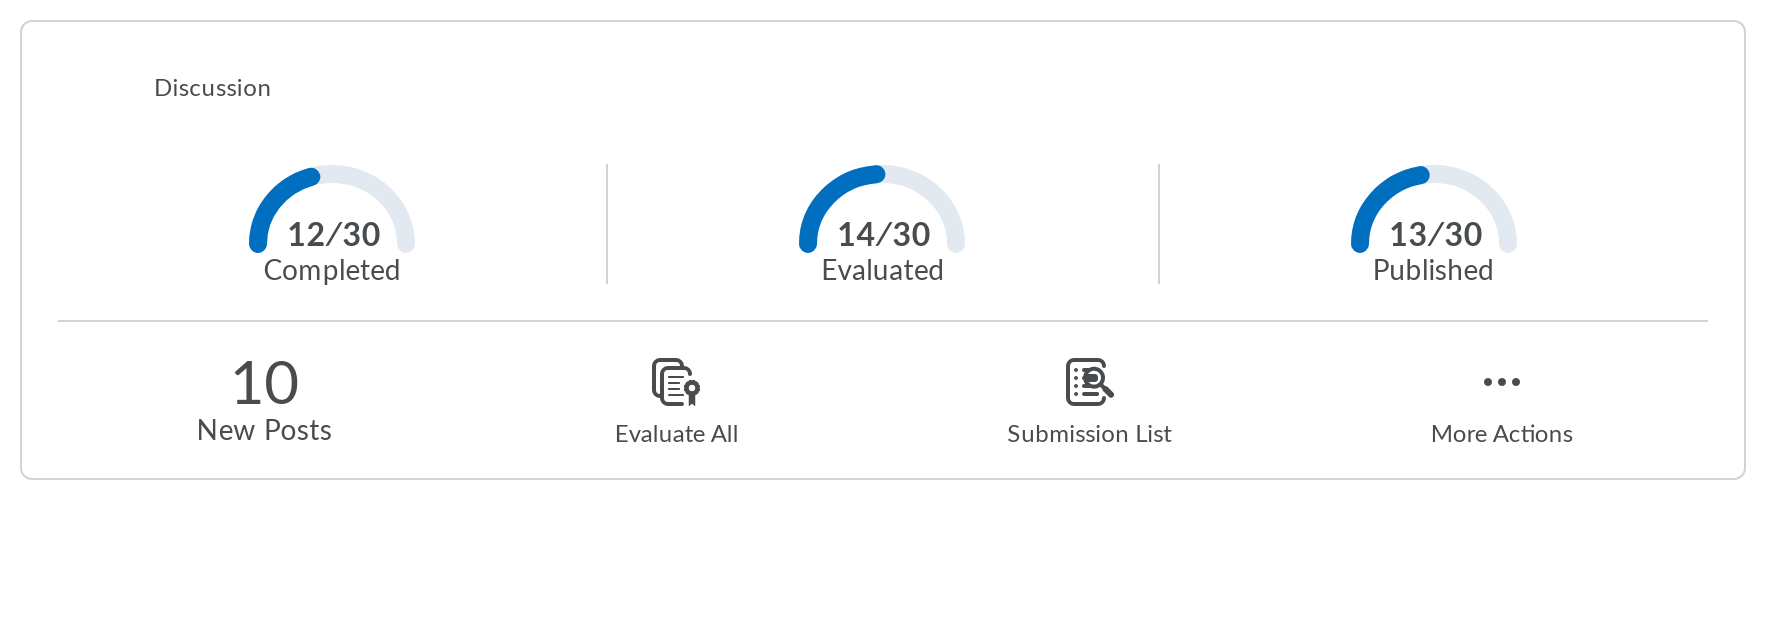 Discussion
12/30
Completed
14/30
Evaluated
13/30
Published
10
New Posts
Evaluate All
Submission List
More Actions